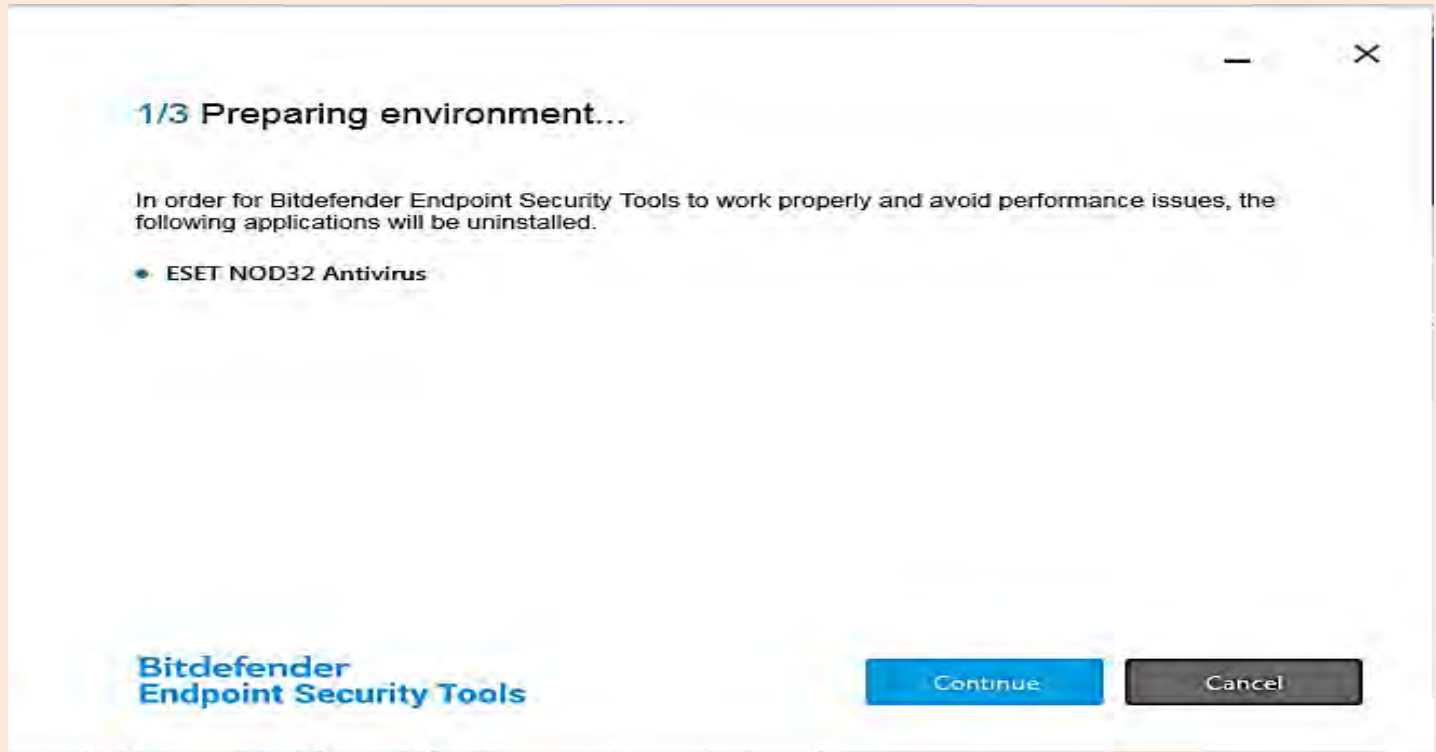 1/3 Preparing environment...
In order for Bitdefender Endpoint Security Tools to work properly and avoid performance issues, the
following applications will be uninstalled.
• ESET NOD32 Antivirus
Bitdefender
Endpoint Security Tools
Continue
Cancel